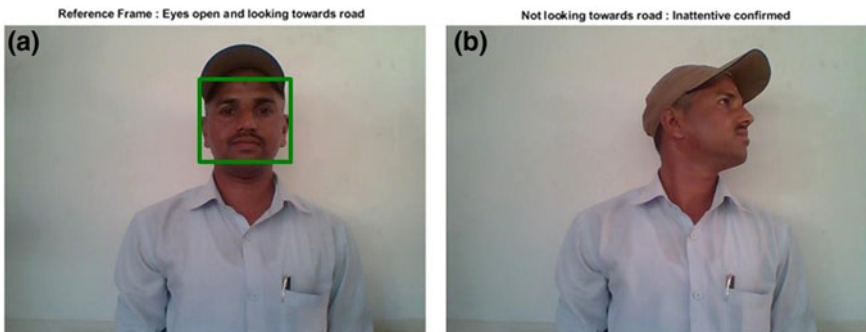 Reference Frame : Eyes open and looking towards road
Not looking towards road : Inattentive confirmed
(a)
(b)